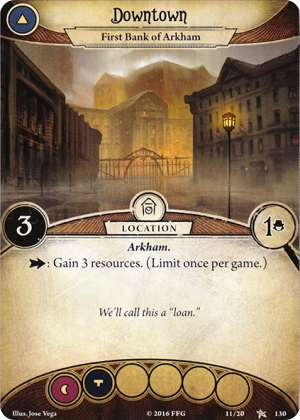 Downtown
First Bank of Arkham
3
1
LOCATION
Arkham.
: Gain 3 resources. (Limit once per game.)
We'll call this a "loan."
Illus. Jose Vega
© 2016 FFG
11/20
130